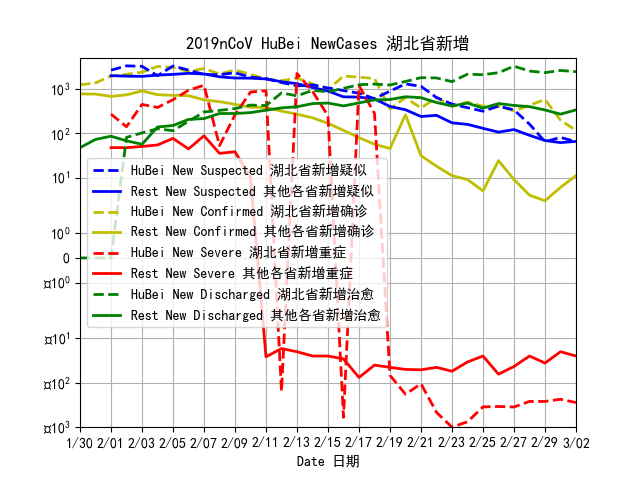 2019nCoV HuBei NewCases 湖北省新增
10³
10²
10¹
10⁰
0
¤10⁰
¤10¹
¤10²
¤10³
HuBei New Suspected 湖北省新增疑似
Rest New Suspected 其他各省新增疑似
HuBei New Confirmed 湖北省新增确诊
Rest New Confirmed 其他各省新增确诊
HuBei New Severe 湖北省新增重症
Rest New Severe 其他各省新增重症
HuBei New Discharged 湖北省新增治愈
Rest New Discharged 其他各省新增治愈
1/30 2/01 2/03 2/05 2/07 2/09 2/11 2/13 2/15 2/17 2/19 2/21 2/23 2/25 2/27 2/29 3/02
Date 日期